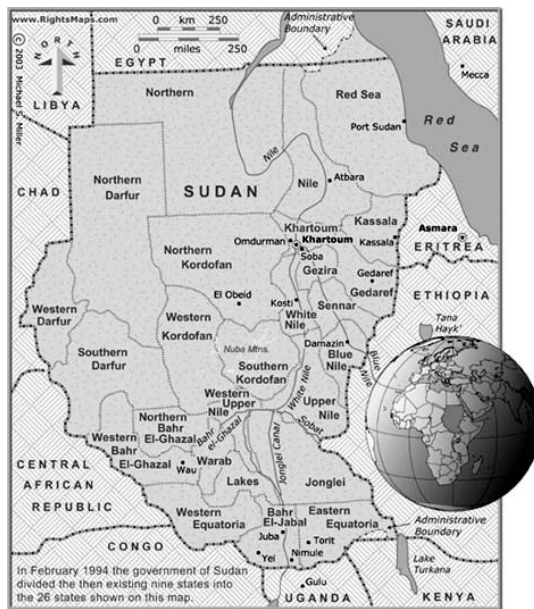 www.RightsMaps.com
© 2003 Michael S. Miller
NORTH
0 km 250
0 miles 250
Administrative
Boundary
SAUDI
ARABIA
Mecca
EGYPT
LIBYA
Northern
Red Sea
Port Sudan
Red
Sea
Nile
CHAD
Northern
Darfur
SUDAN
Nile
Atbara
Khartoum
Kassala
Omdurman
Khartoum
Kassala
Asmara
ERITREA
Soba
Northern
Kordofan
Gezira
Gedaref
Gedaref
El Obeid
Kosti
Sennar
ETHIOPIA
Western
Darfur
Western
Kordofan
White
Nile
Tana
Hayk'
Southern
Darfur
Nuba Mtns.
Damazin
Blue
Nile
Blue
Nile
Southern
Kordofan
White Nile
Western
Upper
Nile
Upper
Nile
Northern
Bahr
El-Ghazal
Bahr
el-Ghazal
Sobat
Western
Bahr
El-Ghazal
Wau
Warab
Jonglei Canal
CENTRAL
AFRICAN
REPUBLIC
Lakes
Jonglei
Western
Equatoria
Bahr
El-Jabal
Eastern
Equatoria
Administrative
Boundary
CONGO
Juba
Torit
Yei
Nimule
Lake
Turkana
In February 1994 the government of Sudan
divided the then existing nine states into
the 26 states shown on this map.
Gulu
UGANDA
KENYA